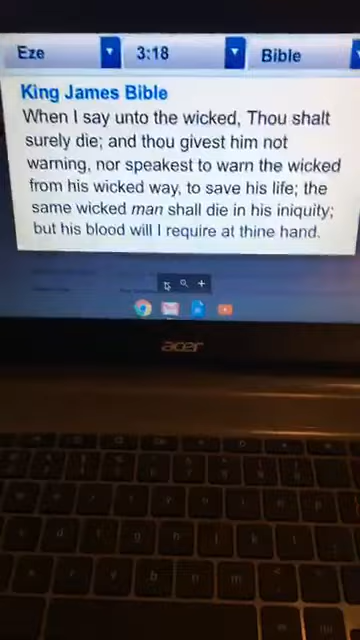 Eze 3:18 Bible
King James Bible
When I say unto the wicked, Thou shalt
surely die; and thou givest him not
warning, nor speakest to warn the wicked
from his wicked way, to save his life; the
same wicked man shall die in his iniquity;
but his blood will I require at thine hand.
acer